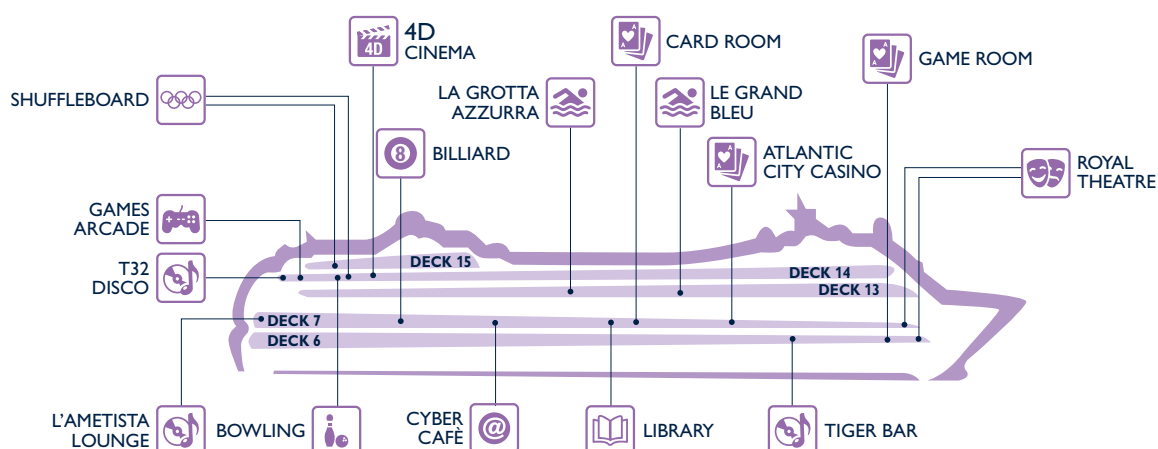 4D
CINEMA
CARD ROOM
GAME ROOM
SHUFFLEBOARD
LA GROTTA
AZZURRA
LE GRAND
BLEU
BILLIARD
ATLANTIC
CITY CASINO
ROYAL
THEATRE
GAMES
ARCADE
T32
DISCO
DECK 15
DECK 14
DECK 13
DECK 7
DECK 6
L'AMETISTA
LOUNGE
BOWLING
CYBER
CAFÈ
LIBRARY
TIGER BAR
4D
A
A
A
8
@